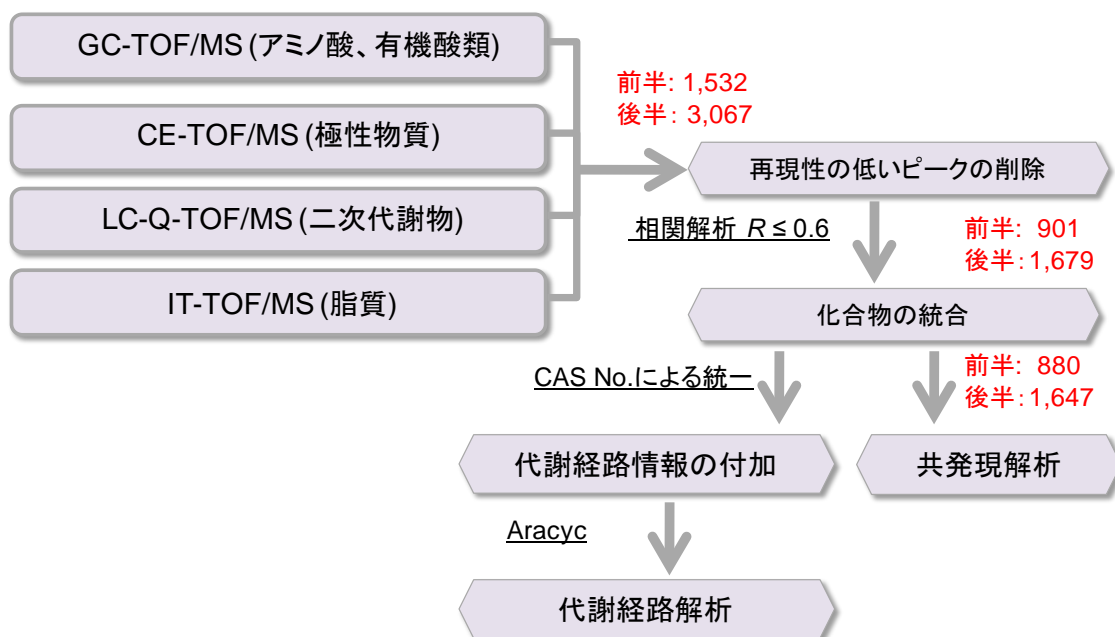 GC-TOF/MS (アミノ酸、有機酸類)
CE-TOF/MS (極性物質)
LC-Q-TOF/MS (二次代謝物)
IT-TOF/MS (脂質)
前半: 1,532
後半: 3,067
再現性の低いピークの削除
相関解析 R ≤ 0.6
前半: 901
後半: 1,679
化合物の統合
CAS No.による統一
前半: 880
後半: 1,647
代謝経路情報の付加
共発現解析
Aracyc
代謝経路解析